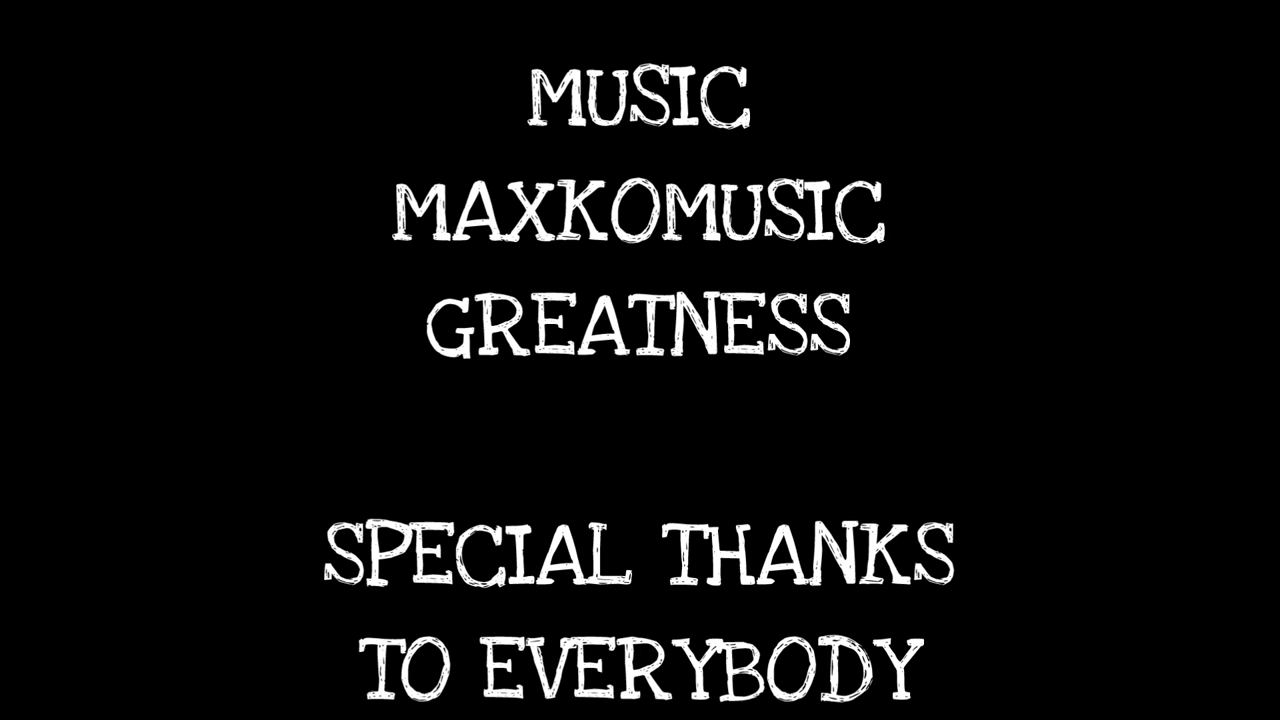 MUSIC
MAXKOMUSIC
GREATNESS
SPECIAL THANKS
TO EVERYBODY